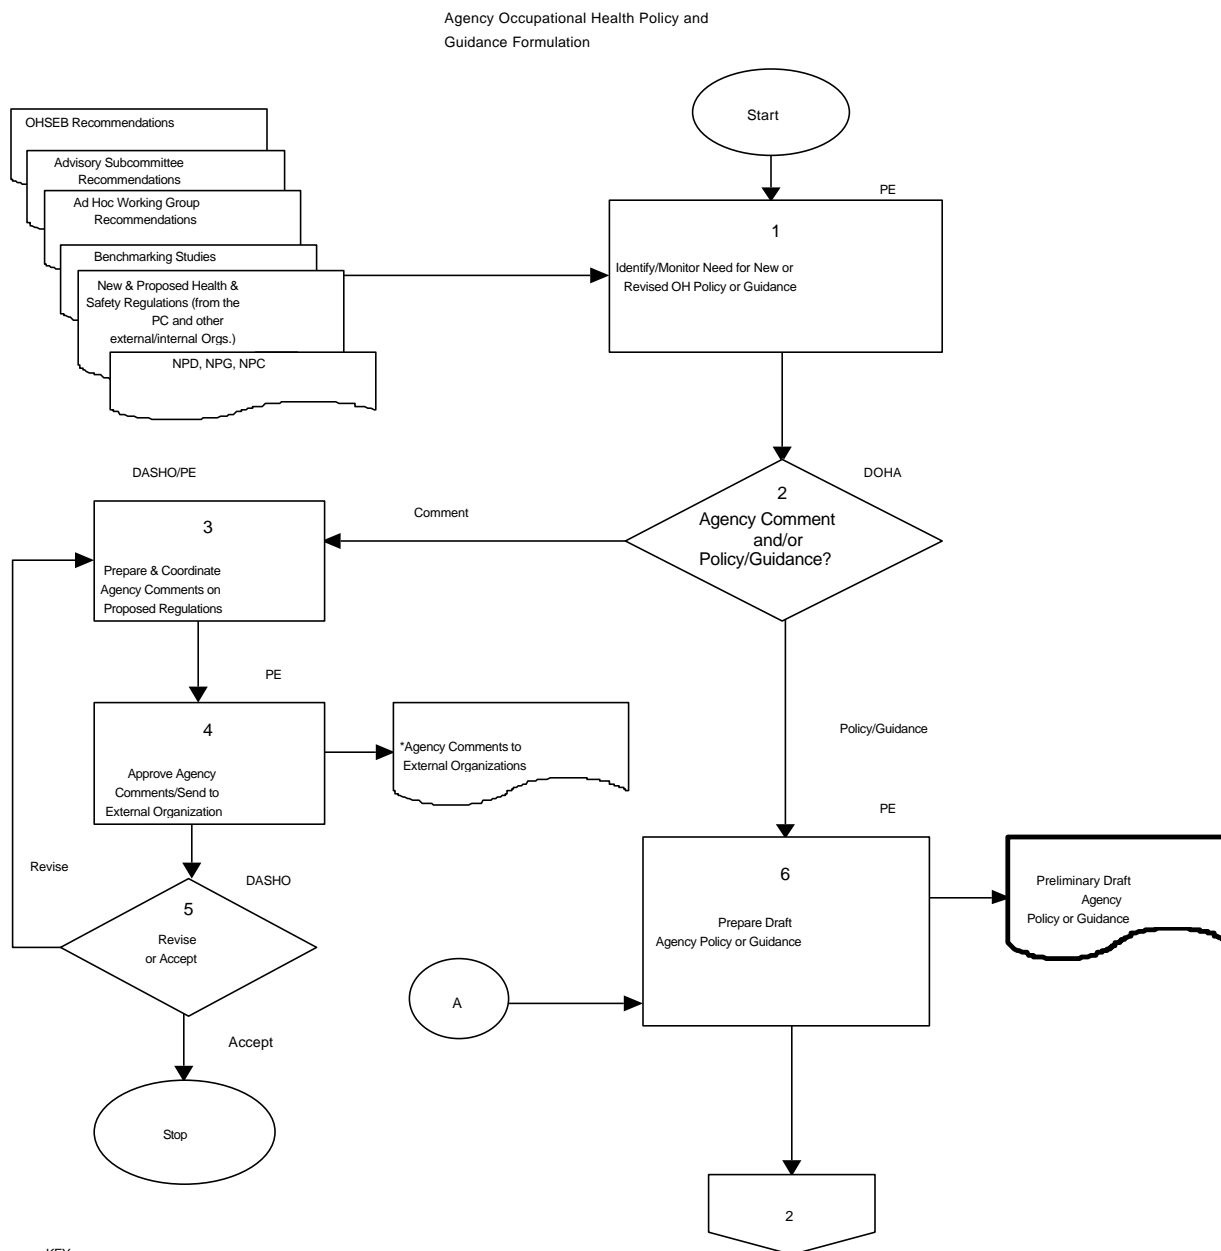 Agency Occupational Health Policy and
Guidance Formulation
Start
OHSEB Recommendations
Advisory Subcommittee
Recommendations
Ad Hoc Working Group
Recommendations
Benchmarking Studies
New & Proposed Health &
Safety Regulations (from the
PC and other
external/internal Orgs.)
NPD, NPG, NPC
PE
1
Identify/Monitor Need for New or
Revised OH Policy or Guidance
DOHA
2
Agency Comment
and/or
Policy/Guidance?
Comment
DASHO/PE
3
Prepare & Coordinate
Agency Comments on
Proposed Regulations
PE
4
Approve Agency
Comments/Send to
External Organization
*Agency Comments to
External Organizations
Revise
DASHO
5
Revise
or Accept
Accept
Stop
Policy/Guidance
PE
6
Prepare Draft
Agency Policy or Guidance
Preliminary Draft
Agency
Policy or Guidance
A
2